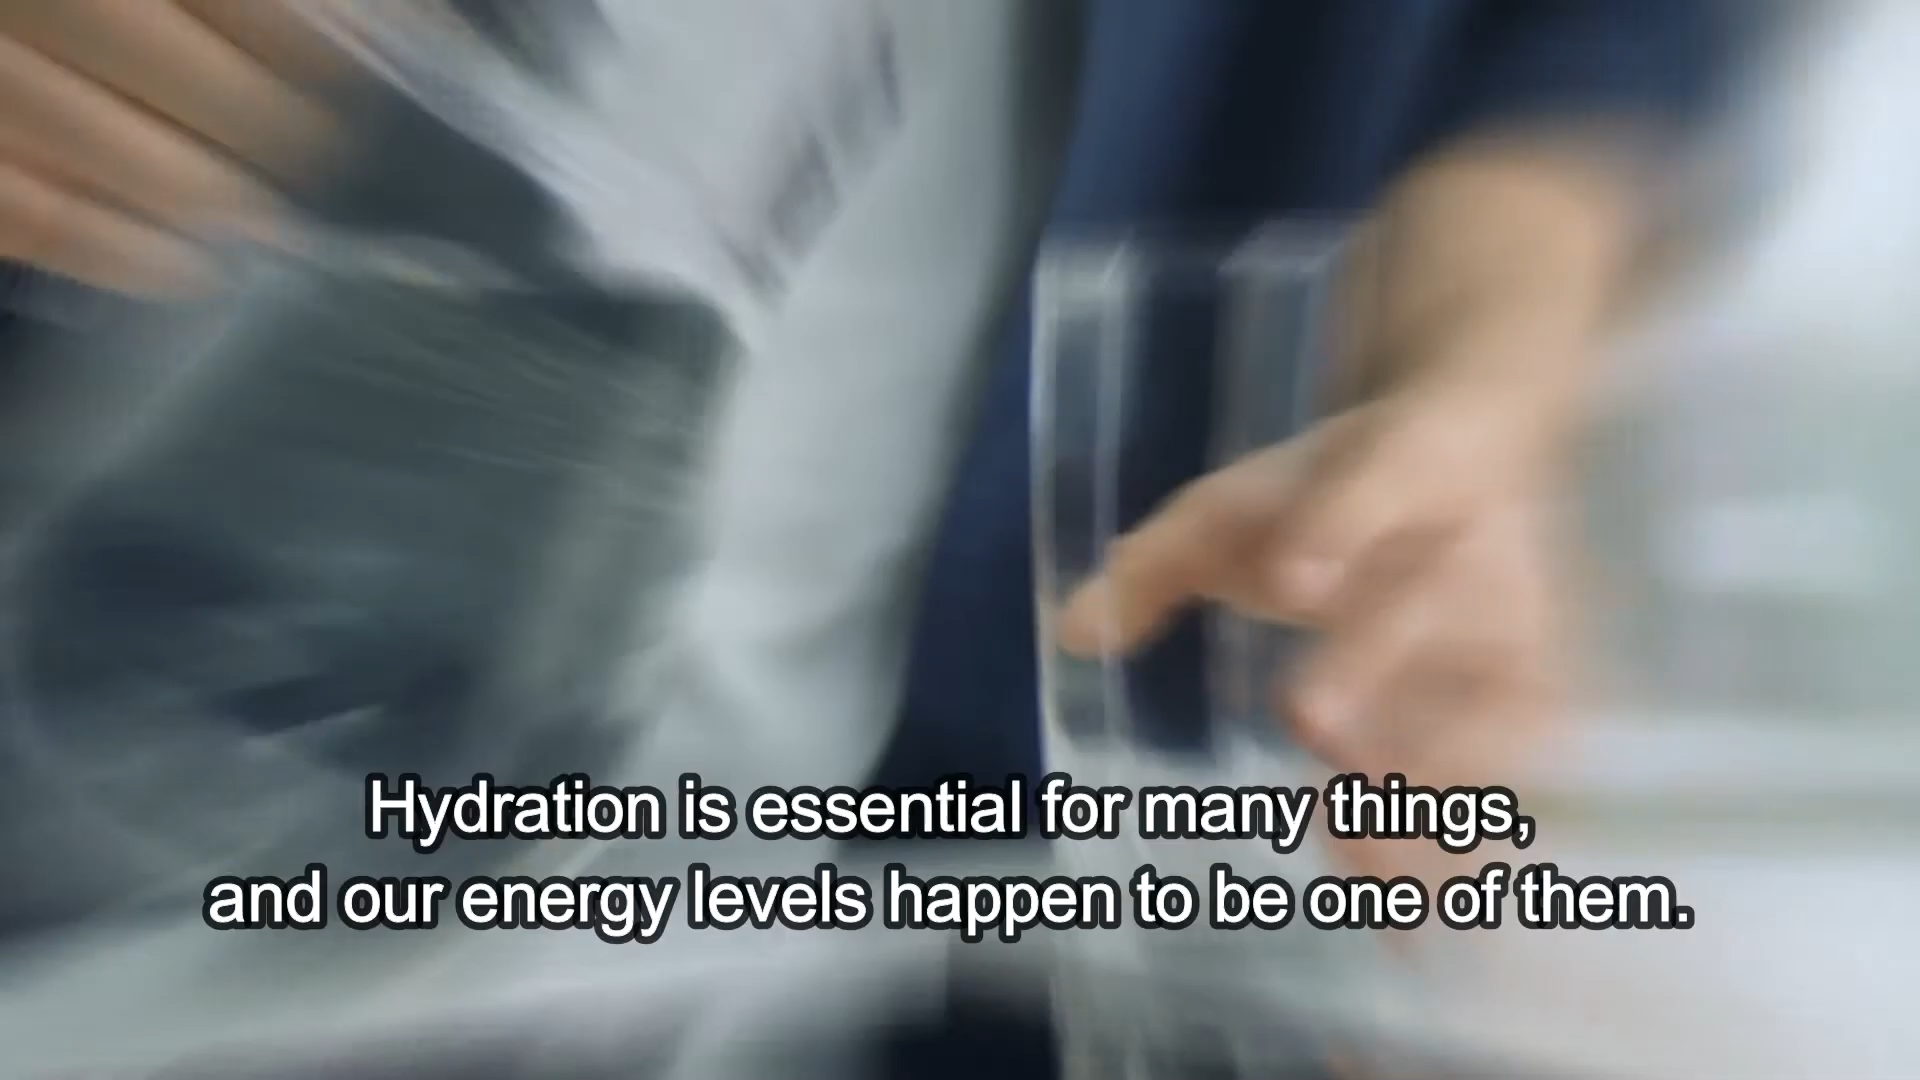 Hydration is essential for many things,
and our energy levels happen to be one of them.